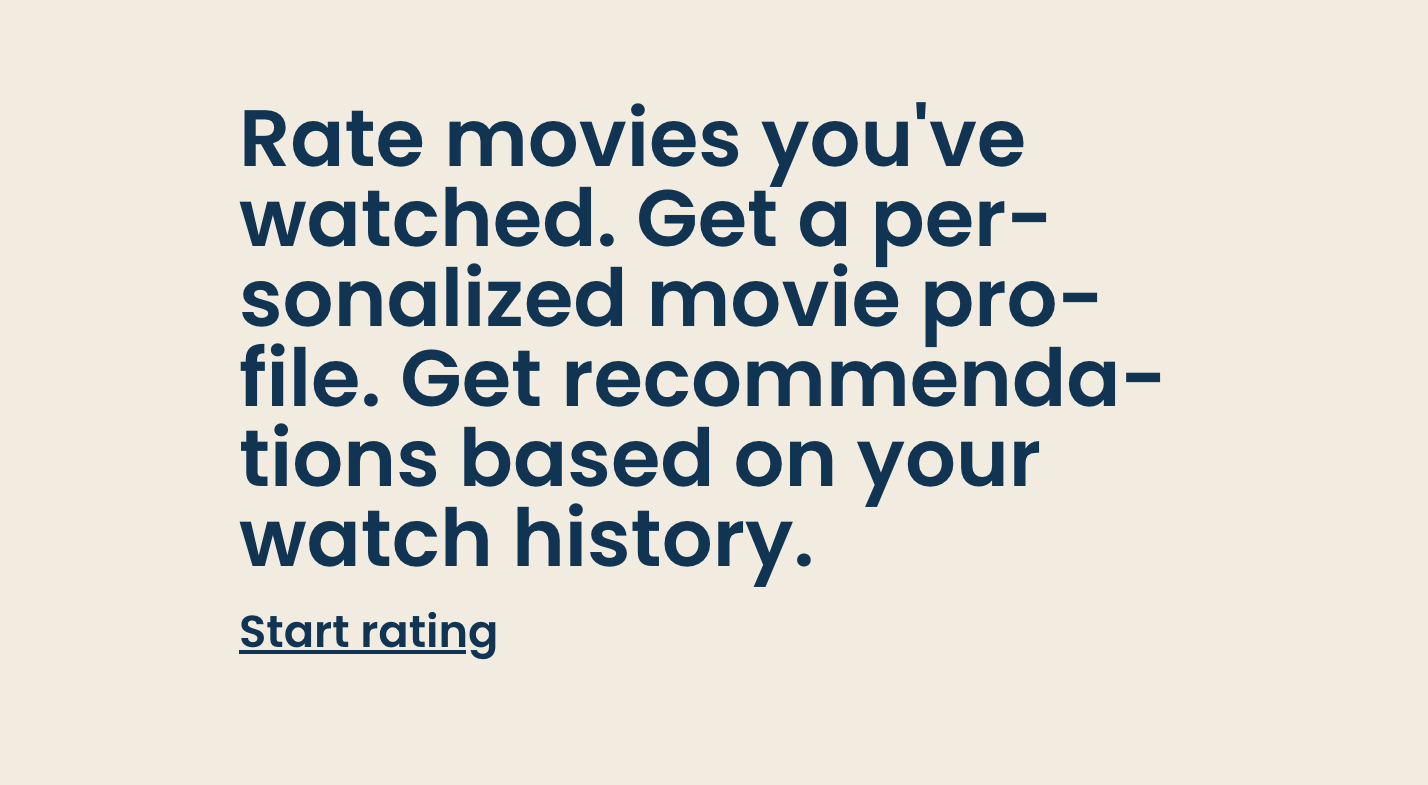 Rate movies you've
watched. Get a per-
sonalized movie pro-
file. Get recommenda-
tions based on your
watch history.
Start rating